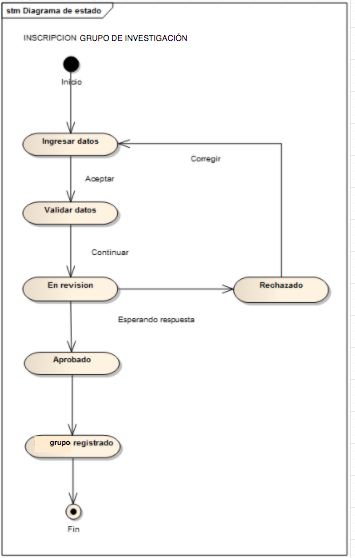 stm Diagrama de estado
INSCRIPCION GRUPO DE INVESTIGACIÓN
Inicio
Ingresar datos
Corregir
Aceptar
Validar datos
Continuar
En revision
Rechazado
Esperando respuesta
Aprobado
grupo registrado
Fin